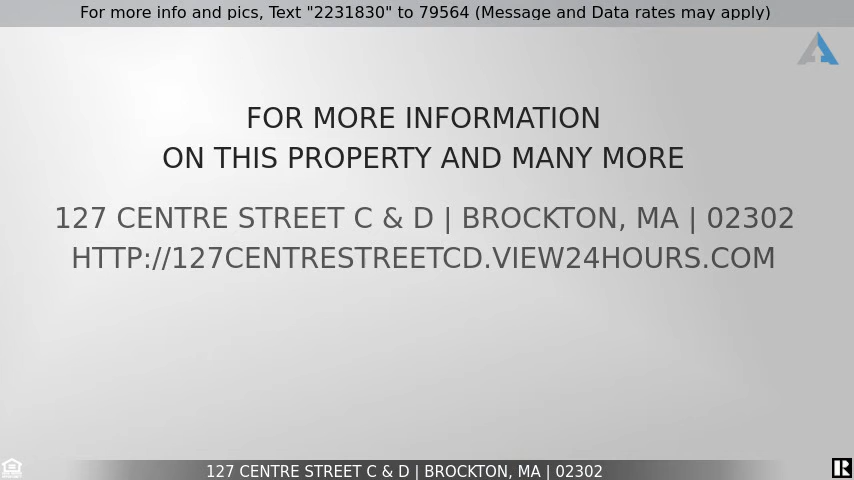 For more info and pics, Text "2231830" to 79564 (Message and Data rates may apply)
FOR MORE INFORMATION
ON THIS PROPERTY AND MANY MORE
127 CENTRE STREET C & D | BROCKTON, MA | 02302
HTTP://127CENTRESTREETCD.VIEW24HOURS.COM
127 CENTRE STREET C & D | BROCKTON, MA | 02302